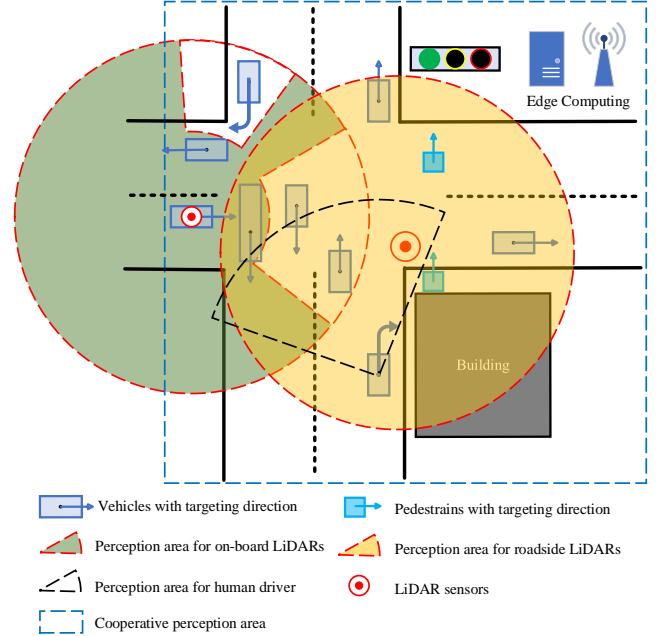 Edge Computing
Building
Vehicles with targeting direction
Pedestrains with targeting direction
Perception area for on-board LiDARs
Perception area for roadside LiDARs
Perception area for human driver
LiDAR sensors
Cooperative perception area